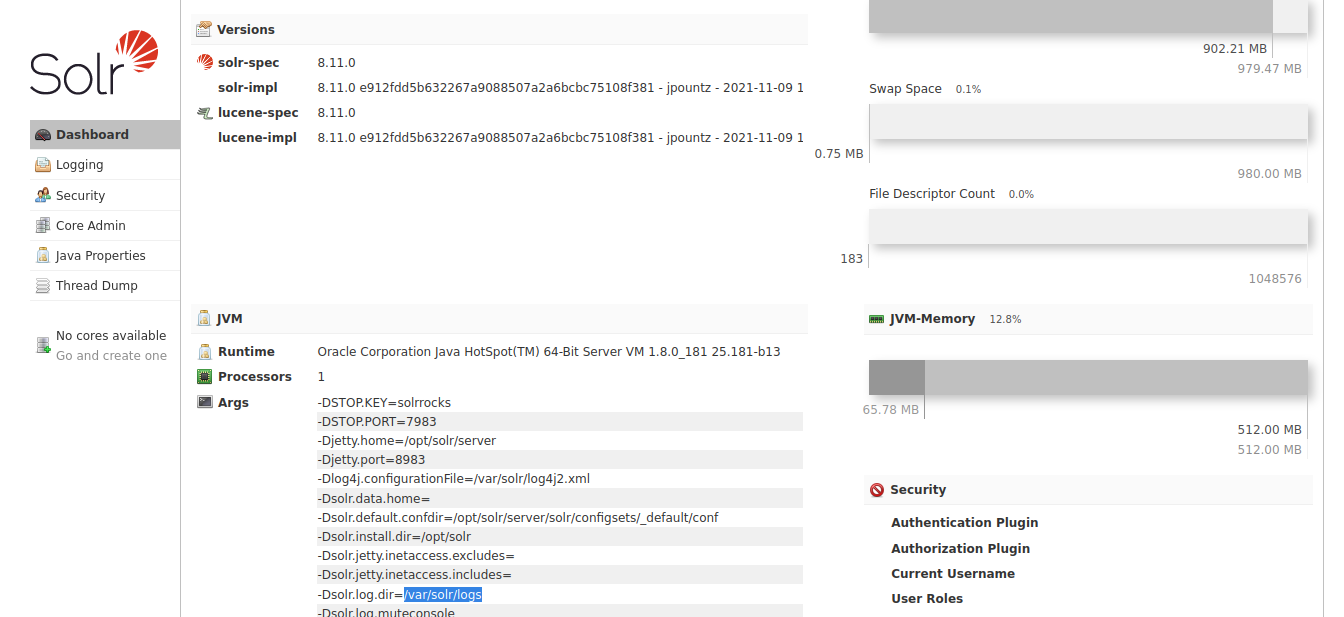 Solr
Dashboard
Logging
Security
Core Admin
Java Properties
Thread Dump
No cores available
Go and create one
Versions
solr-spec 8.11.0
solr-impl 8.11.0 e912fdd5b632267a9088507a2a6bcbc75108f381 - jpountz - 2021-11-09 1
lucene-spec 8.11.0
lucene-impl 8.11.0 e912fdd5b632267a9088507a2a6bcbc75108f381 - jpountz - 2021-11-09 1
JVM
Runtime Oracle Corporation Java HotSpot(TM) 64-Bit Server VM 1.8.0_181 25.181-b13
Processors 1
Args -DSTOP.KEY=solrrocks
-DSTOP.PORT=7983
-Djetty.home=/opt/solr/server
-Djetty.port=8983
-Dlog4j.configurationFile=/var/solr/log4j2.xml
-Dsolr.data.home=
-Dsolr.default.confdir=/opt/solr/server/solr/configsets/_default/conf
-Dsolr.install.dir=/opt/solr
-Dsolr.jetty.inetaccess.excludes=
-Dsolr.jetty.inetaccess.includes=
-Dsolr.log.dir=/var/solr/logs
-Dsolr.log.muteconsole
902.21 MB
979.47 MB
Swap Space 0.1%
0.75 MB
980.00 MB
File Descriptor Count 0.0%
183
1048576
JVM-Memory 12.8%
65.78 MB
512.00 MB
512.00 MB
Security
Authentication Plugin
Authorization Plugin
Current Username
User Roles